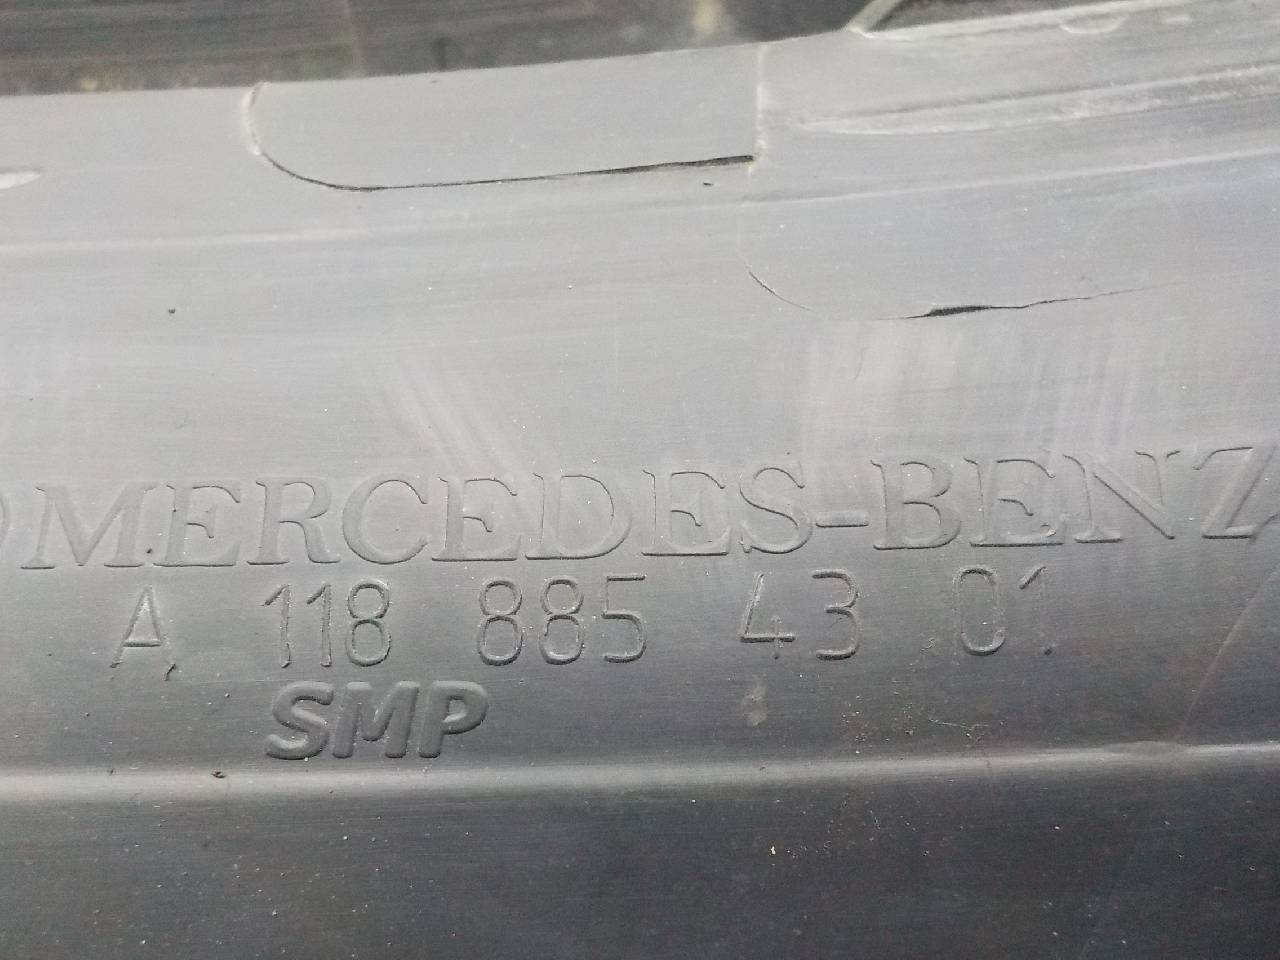 MERCEDES-BENZ
A 118 885 43 01
SMP